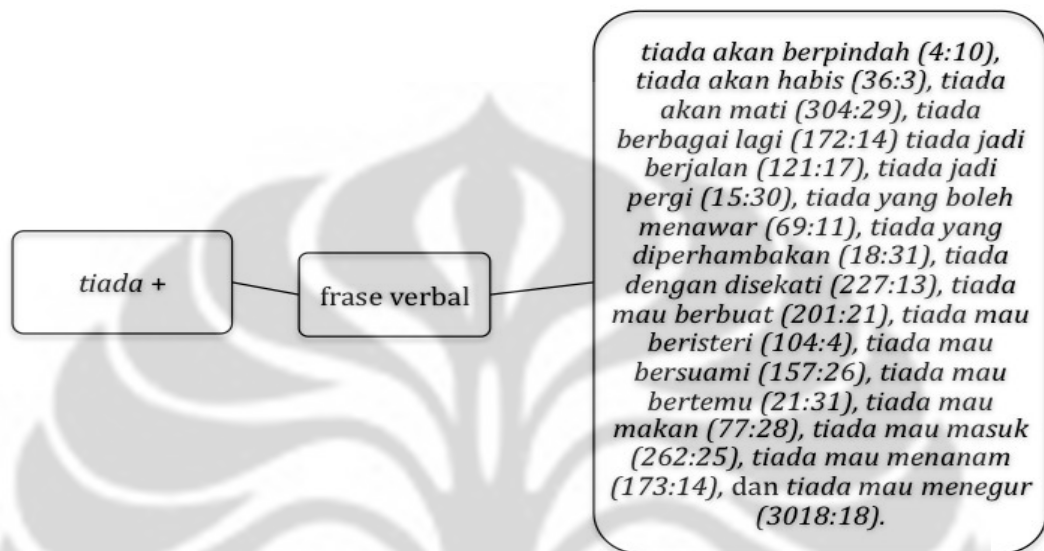 tiada +
frase verbal
tiada akan berpindah (4:10),
tiada akan habis (36:3), tiada
akan mati (304:29), tiada
berbagai lagi (172:14) tiada jadi
berjalan (121:17), tiada jadi
pergi (15:30), tiada yang boleh
menawar (69:11), tiada yang
diperhambakan (18:31), tiada
dengan disekati (227:13), tiada
mau berbuat (201:21), tiada mau
beristeri (104:4), tiada mau
bersuami (157:26), tiada mau
bertemu (21:31), tiada mau
makan (77:28), tiada mau masuk
(262:25), tiada mau menanam
(173:14), dan tiada mau menegur
(3018:18).